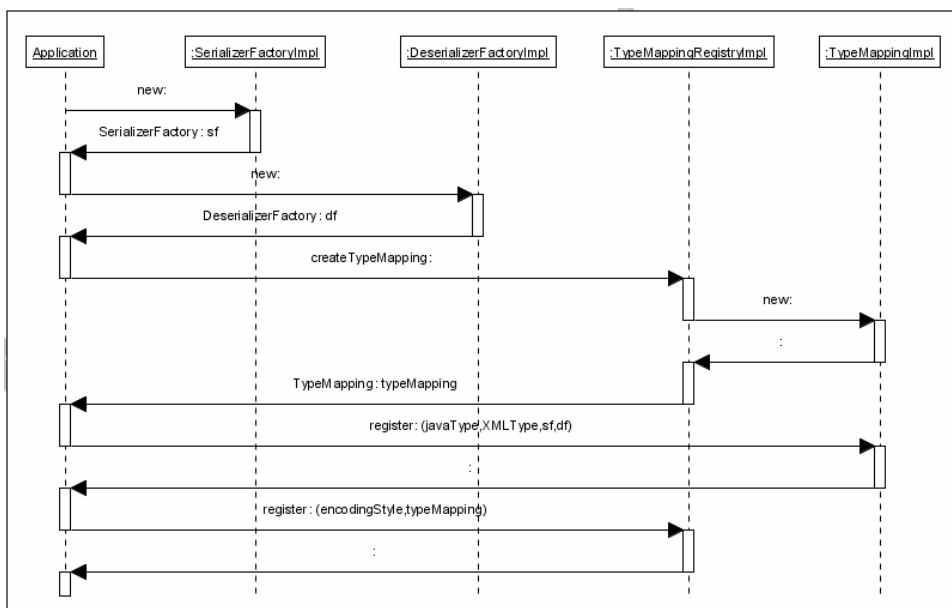 Application
:SerializerFactoryImpl
:DeserializerFactoryImpl
:TypeMappingRegistryImpl
:TypeMappingImpl
new:
SerializerFactory : sf
new:
DeserializerFactory : df
createTypeMapping:
new:
:
TypeMapping : typeMapping
register : (javaType,XMLType,sf,df)
:
register : (encodingStyle,typeMapping)
: